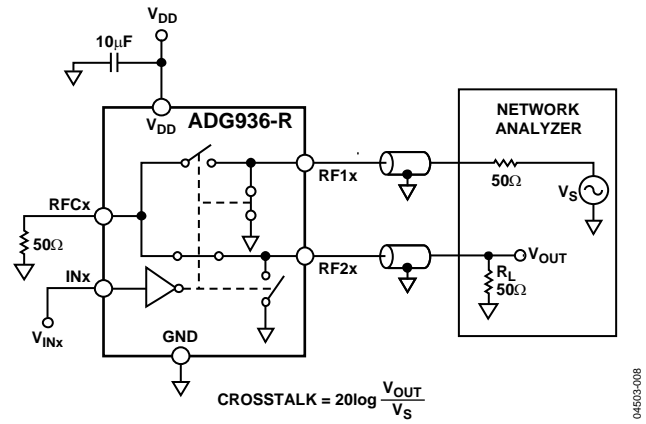 VDD
10μF
VDD
ADG936-R
NETWORK
ANALYZER
RF1x
50Ω
VS
RFCx
50Ω
INx
RF2x
VOUT
RL
50Ω
VINx
GND
CROSSTALK = 20log VOUT
VS
04503-008